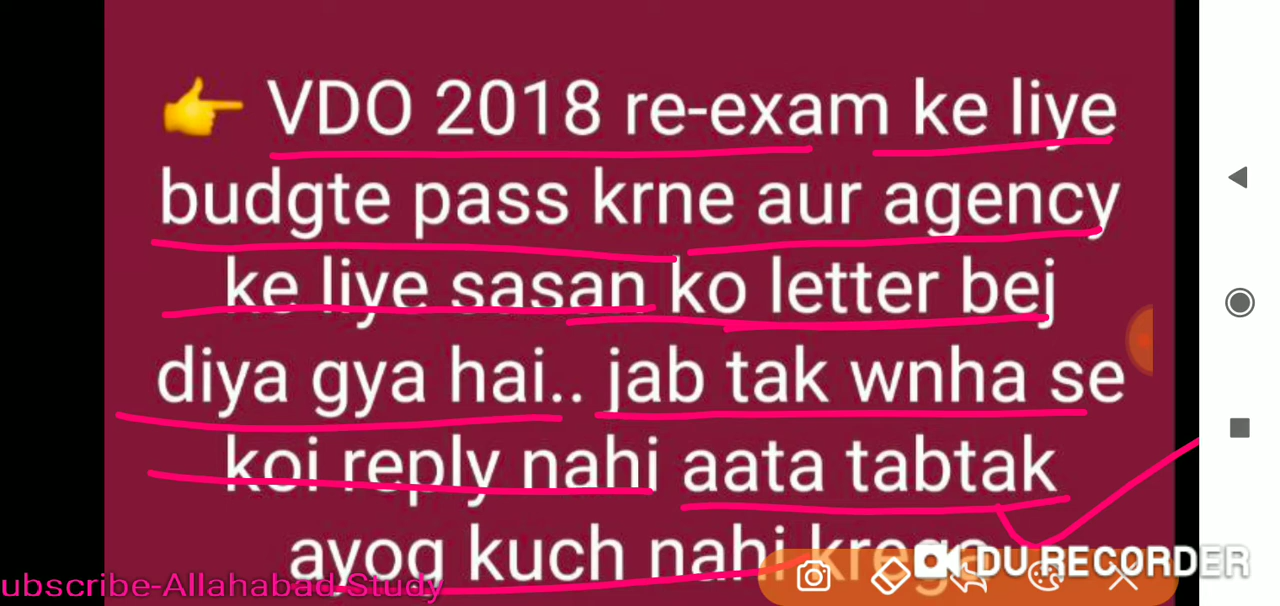 👉 VDO 2018 re-exam ke liye
budgte pass krne aur agency
ke liye sasan ko letter bej
diya gya hai.. jab tak wnha se
koi reply nahi aata tabtak
ayog kuch nahi krega
ubscribe-Allahabad Study
DU RECORDER